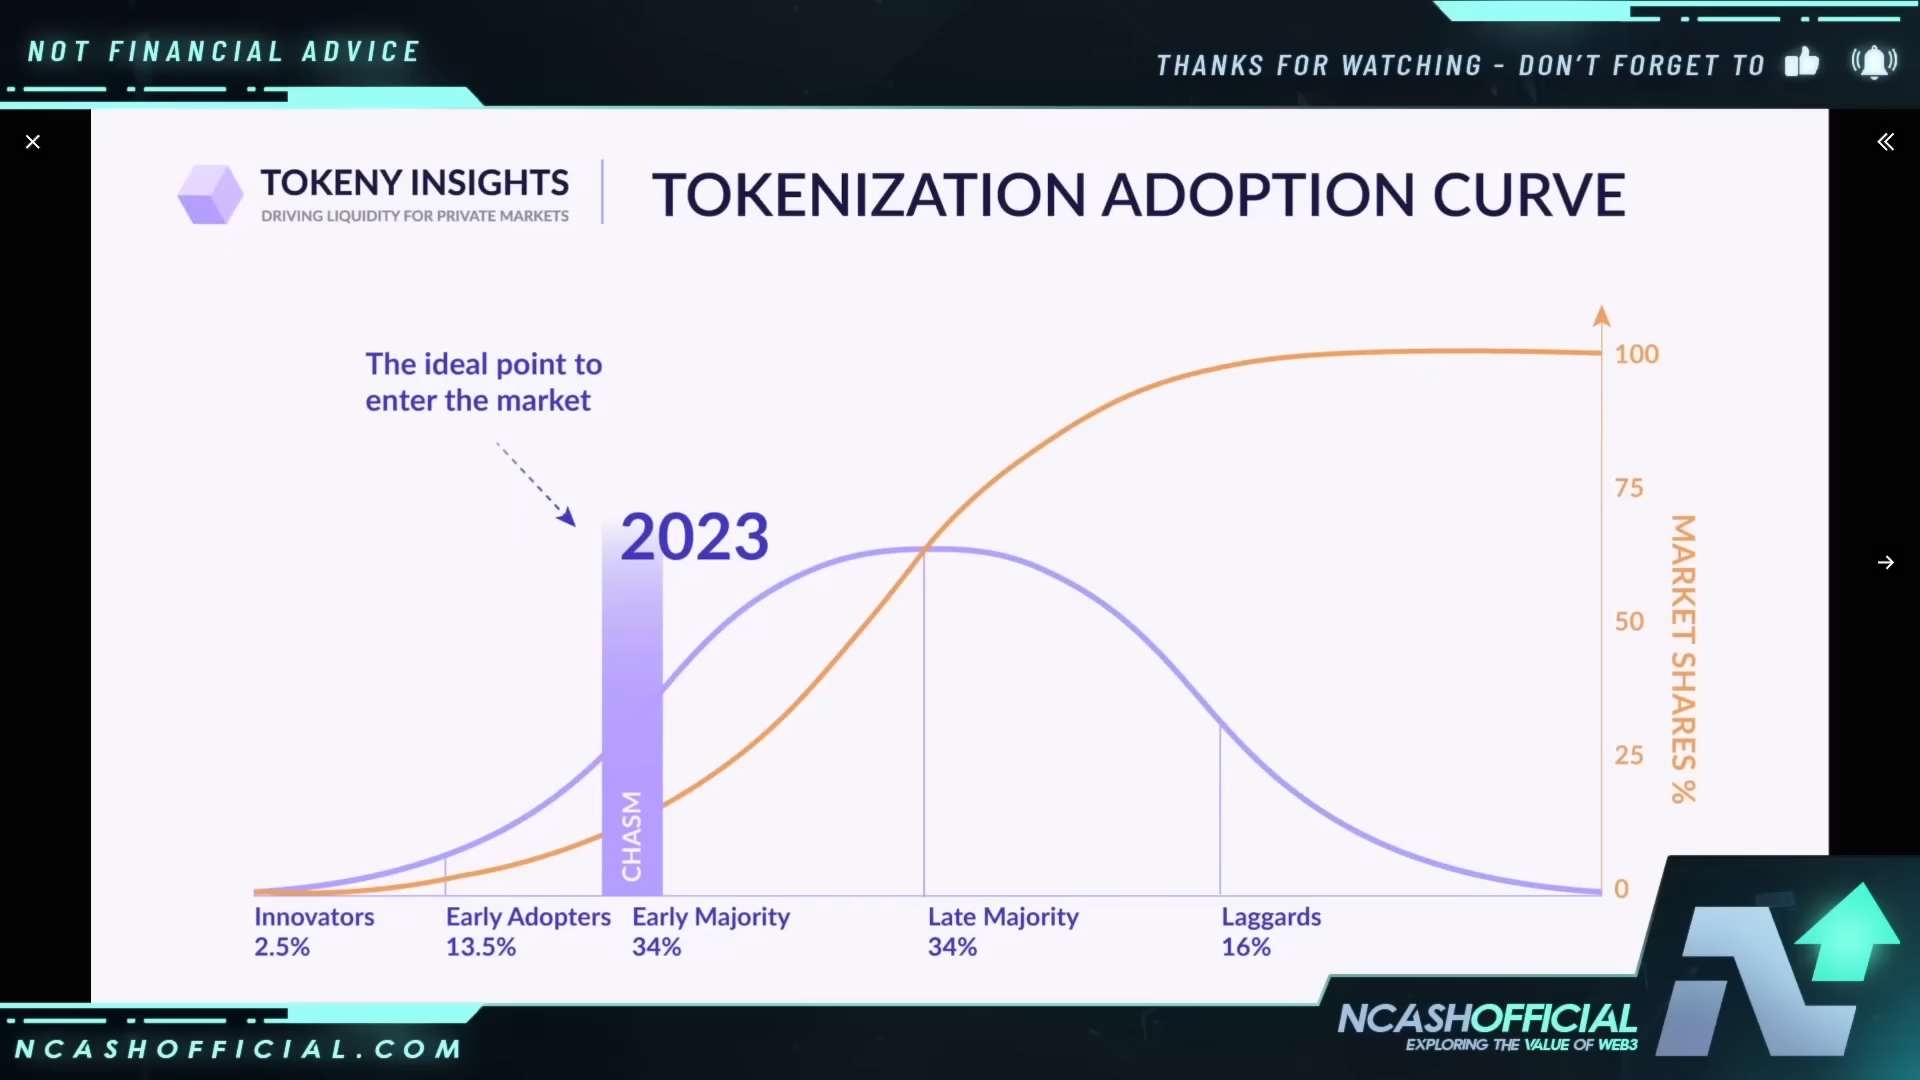 NOT FINANCIAL ADVICE
THANKS FOR WATCHING - DON'T FORGET TO
TOKENY INSIGHTS
DRIVING LIQUIDITY FOR PRIVATE MARKETS
TOKENIZATION ADOPTION CURVE
The ideal point to
enter the market
2023
100
75
50
25
0
MARKET SHARES %
CHASM
Innovators
2.5%
Early Adopters
13.5%
Early Majority
34%
Late Majority
34%
Laggards
16%
NCASHOFFICIAL.COM
NCASHOFFICIAL
EXPLORING THE VALUE OF WEB3